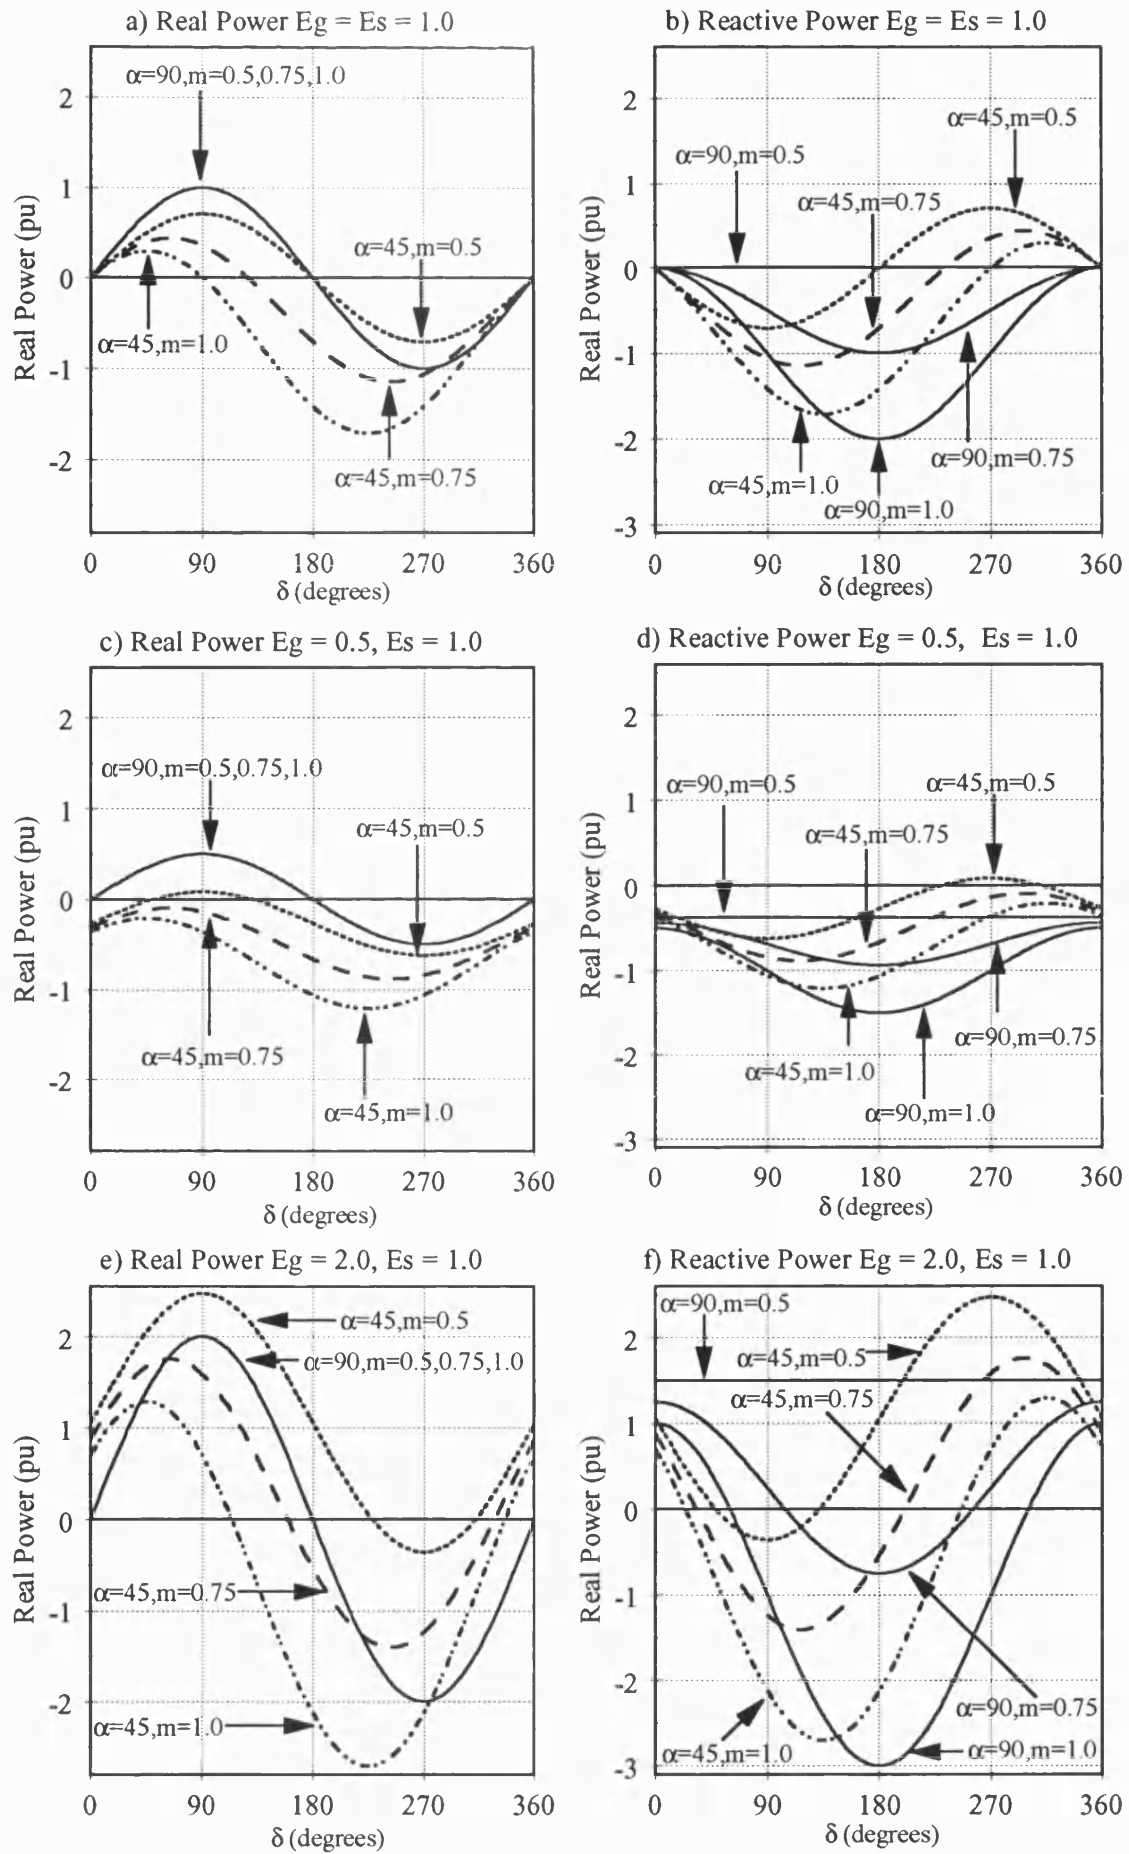 a) Real Power Eg = Es = 1.0
α=90,m=0.5,0.75,1.0
2
1
0
-1
-2
Real Power (pu)
α=45,m=0.5
α=45,m=1.0
α=45,m=0.75
0 90 180 270 360
δ (degrees)
b) Reactive Power Eg = Es = 1.0
2
1
0
-1
-2
-3
Real Power (pu)
α=45,m=0.5
α=90,m=0.5
α=45,m=0.75
α=90,m=0.75
α=45,m=1.0
α=90,m=1.0
0 90 180 270 360
δ (degrees)
c) Real Power Eg = 0.5, Es = 1.0
2
1
0
-1
-2
Real Power (pu)
α=90,m=0.5,0.75,1.0
α=45,m=0.5
α=45,m=0.75
α=45,m=1.0
0 90 180 270 360
δ (degrees)
d) Reactive Power Eg = 0.5, Es = 1.0
2
1
0
-1
-2
-3
Real Power (pu)
α=90,m=0.5
α=45,m=0.5
α=45,m=0.75
α=90,m=0.75
α=45,m=1.0
α=90,m=1.0
0 90 180 270 360
δ (degrees)
e) Real Power Eg = 2.0, Es = 1.0
2
1
0
-1
-2
Real Power (pu)
α=45,m=0.5
α=90,m=0.5,0.75,1.0
α=45,m=0.75
α=45,m=1.0
0 90 180 270 360
δ (degrees)
f) Reactive Power Eg = 2.0, Es = 1.0
2
1
0
-1
-2
-3
Real Power (pu)
α=90,m=0.5
α=45,m=0.5
α=45,m=0.75
α=90,m=0.75
α=45,m=1.0
α=90,m=1.0
0 90 180 270 360
δ (degrees)